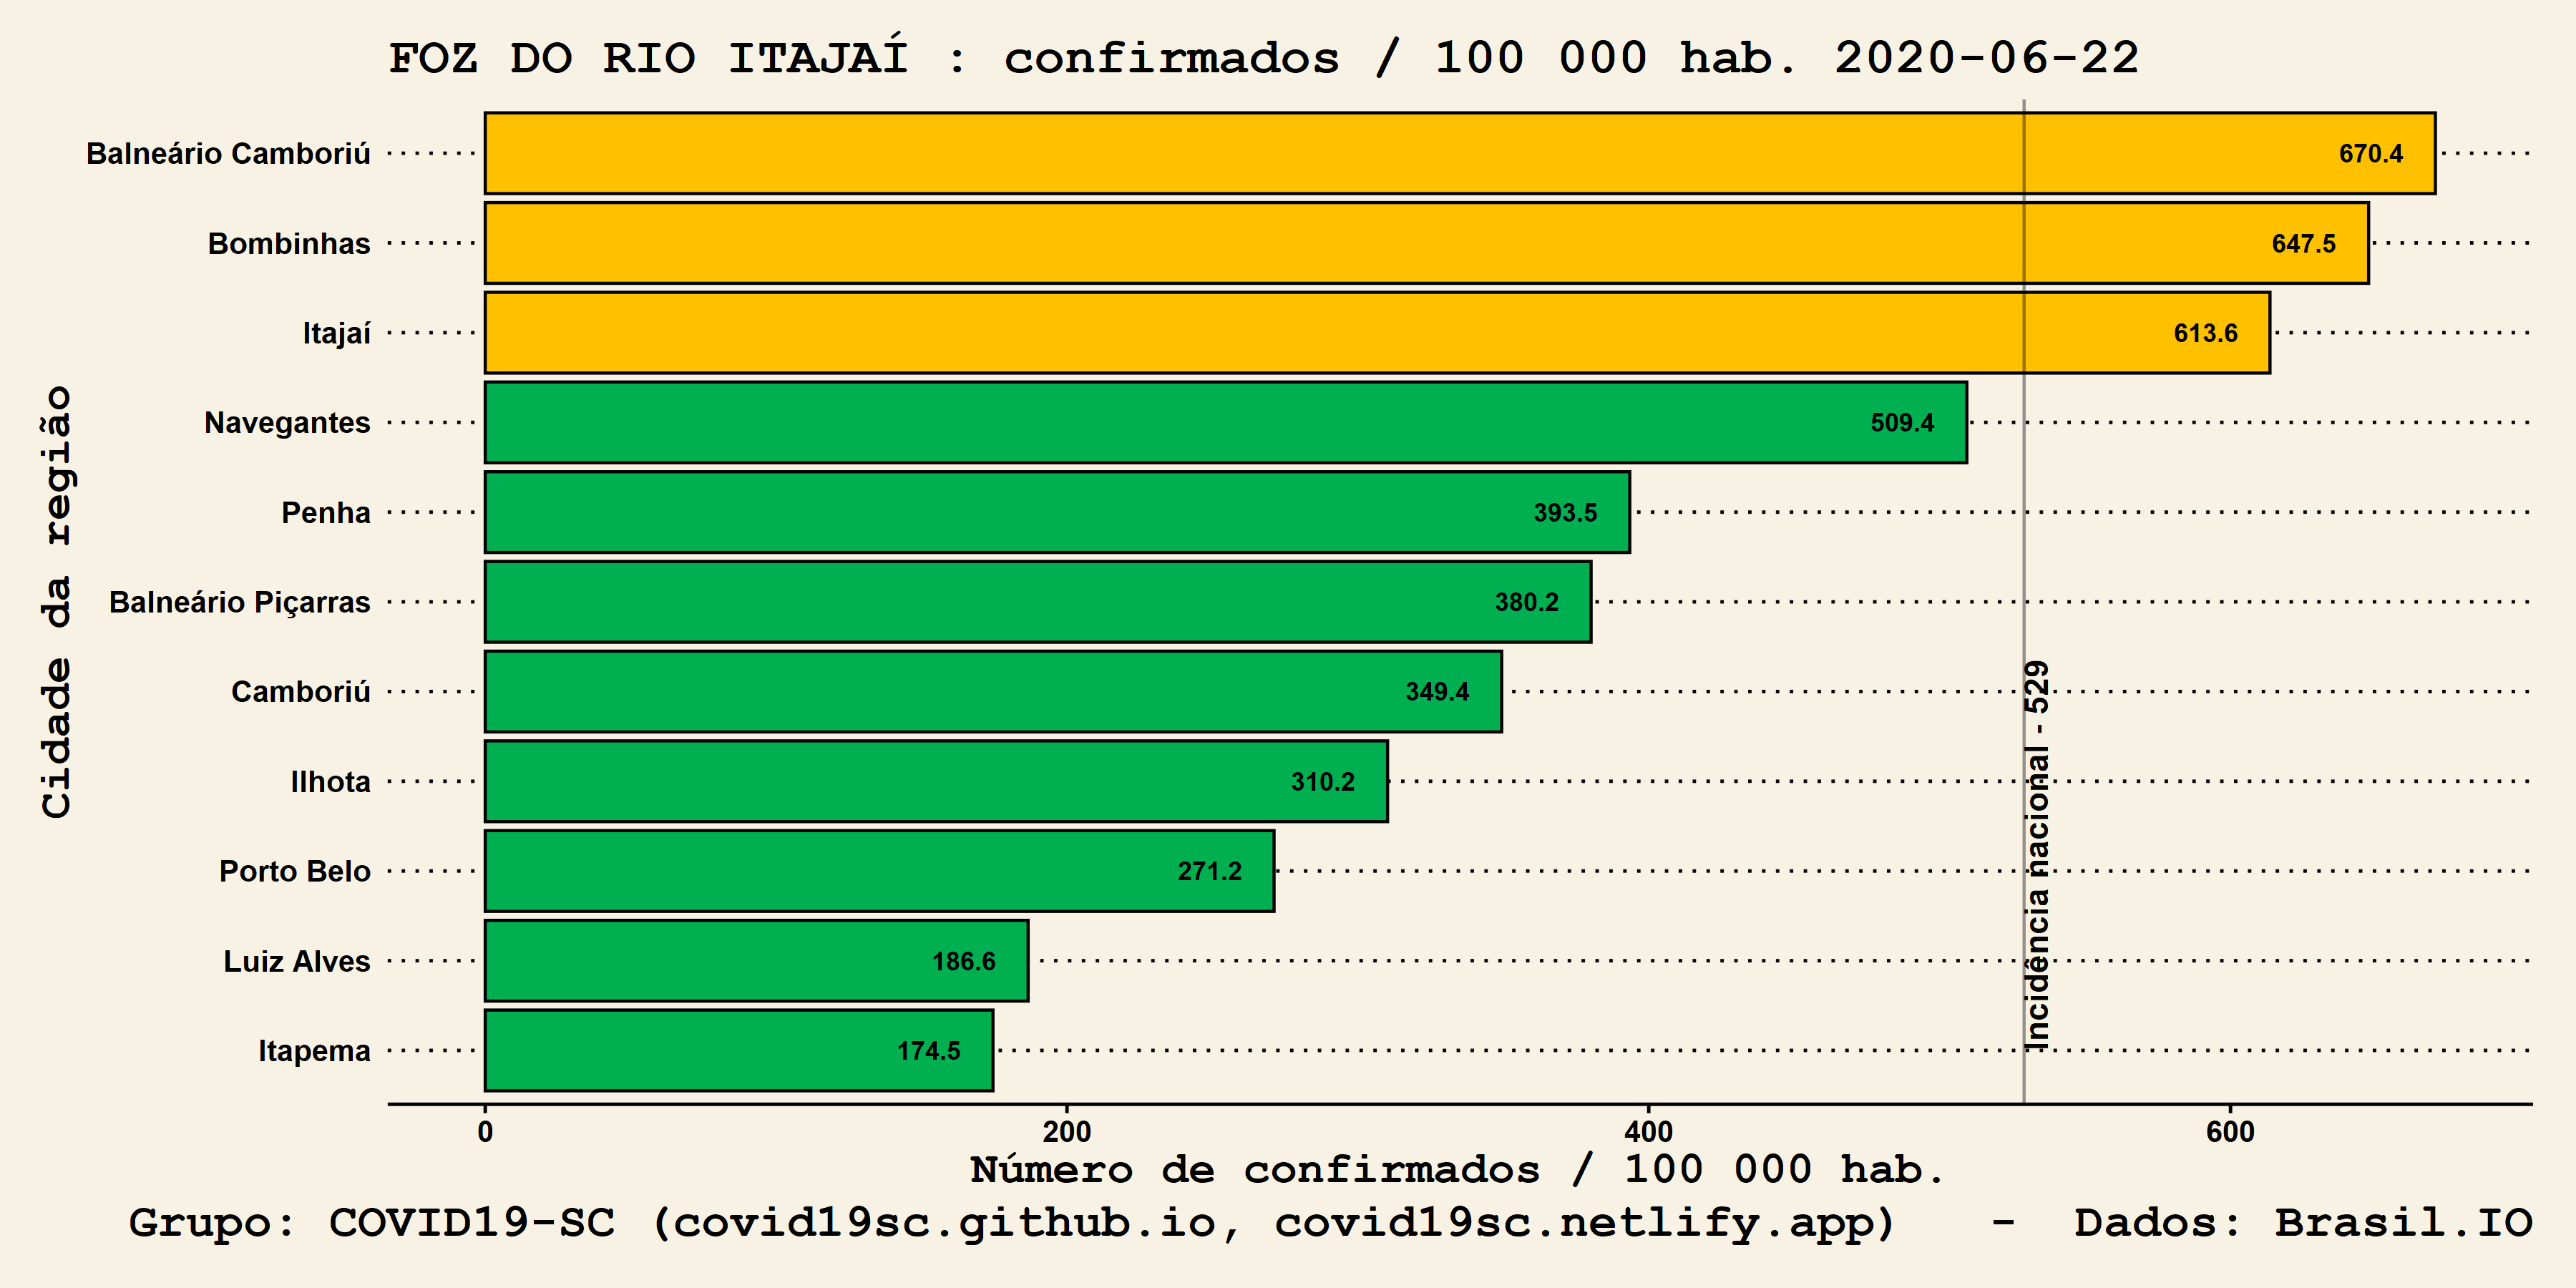 FOZ DO RIO ITAJAÍ : confirmados / 100 000 hab. 2020-06-22
Cidade da região
Balneário Camboriú 670.4
Bombinhas 647.5
Itajaí 613.6
Navegantes 509.4
Penha 393.5
Balneário Piçarras 380.2
Camboriú 349.4
Ilhota 310.2
Porto Belo 271.2
Luiz Alves 186.6
Itapema 174.5
Incidência nacional - 529
0 200 400 600
Número de confirmados / 100 000 hab.
Grupo: COVID19-SC (covid19sc.github.io, covid19sc.netlify.app) - Dados: Brasil.IO